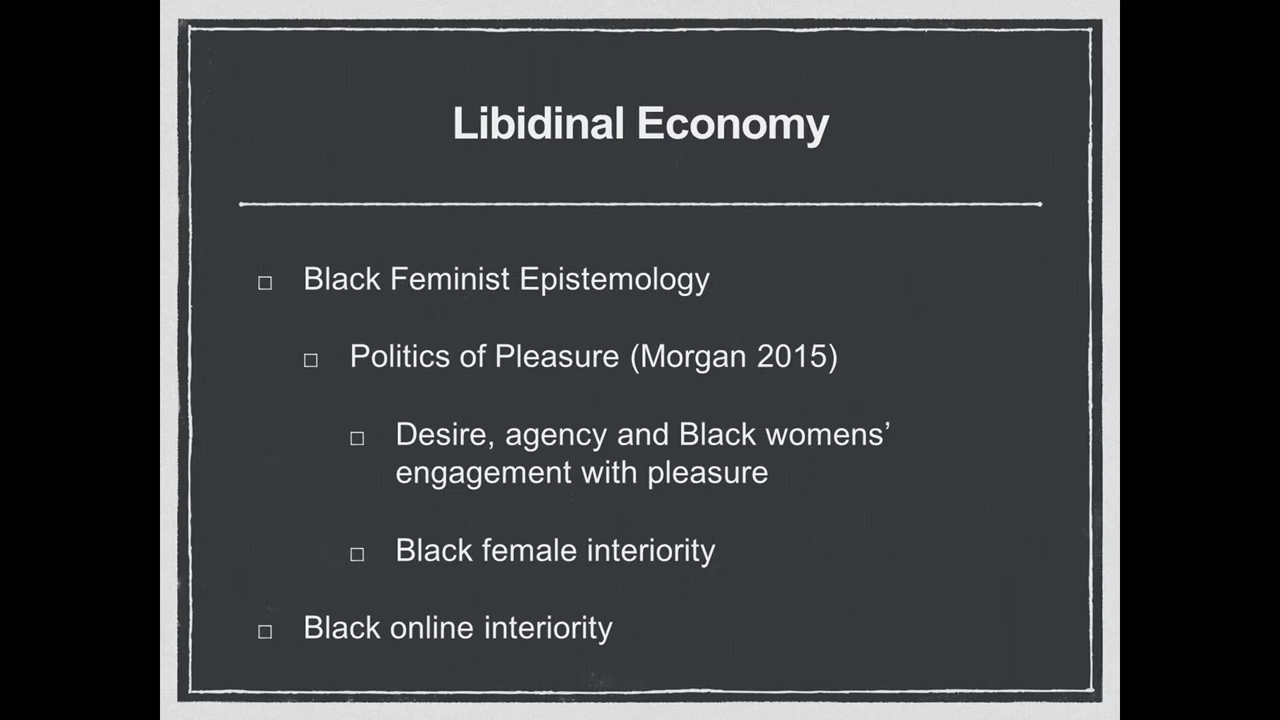 Libidinal Economy
Black Feminist Epistemology
Politics of Pleasure (Morgan 2015)
Desire, agency and Black womens’
engagement with pleasure
Black female interiority
Black online interiority